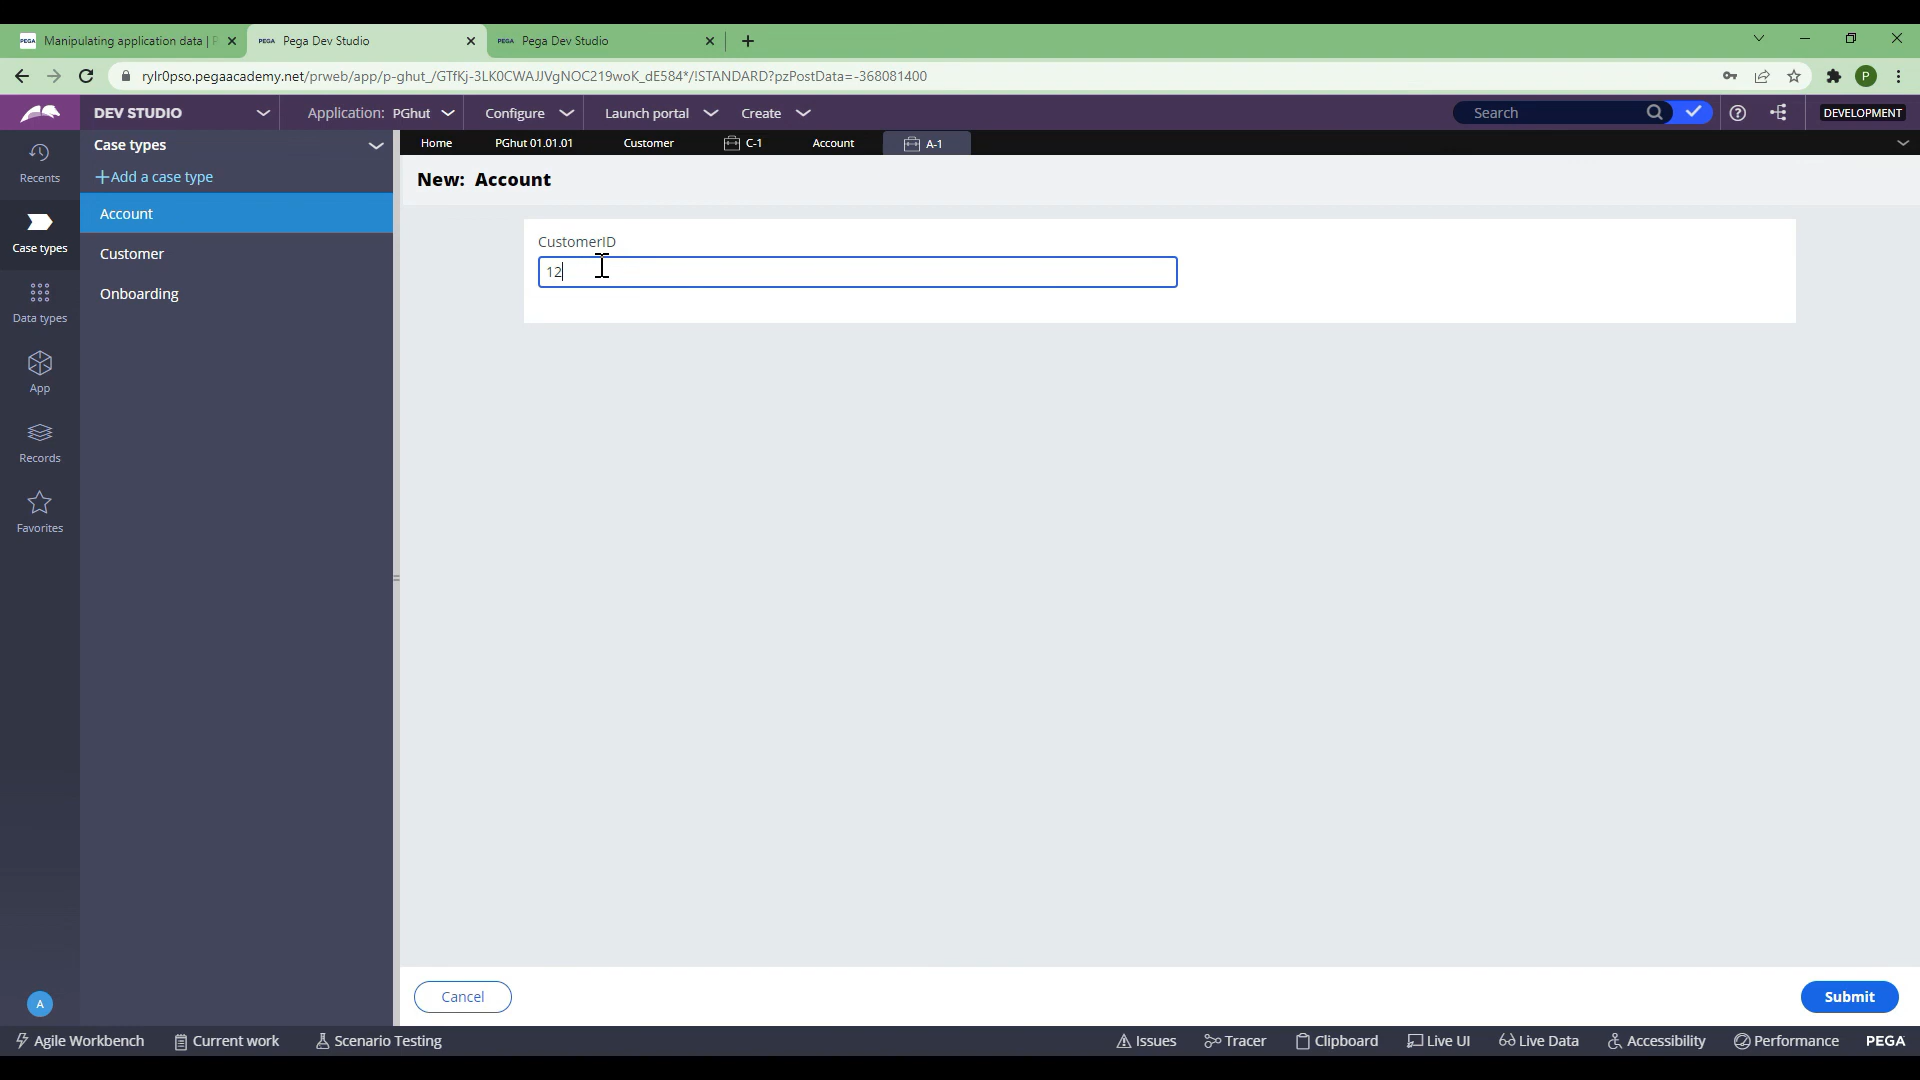 PEGA Manipulating application data | P
PEGA Pega Dev Studio
PEGA Pega Dev Studio
rylr0pso.pegaacademy.net/prweb/app/p-ghut_/GTfKj-3LK0CWAJJVgNOC219woK_dE584*/!STANDARD?pzPostData=-368081400
P
DEV STUDIO
Application: PGhut
Configure
Launch portal
Create
Search
DEVELOPMENT
Recents
Case types
Data types
App
Records
Favorites
A
Case types
+Add a case type
Account
Customer
Onboarding
Home
PGhut 01.01.01
Customer
C-1
Account
A-1
New: Account
CustomerID
12
Cancel
Submit
Agile Workbench
Current work
Scenario Testing
Issues
Tracer
Clipboard
Live UI
Live Data
Accessibility
Performance
PEGA